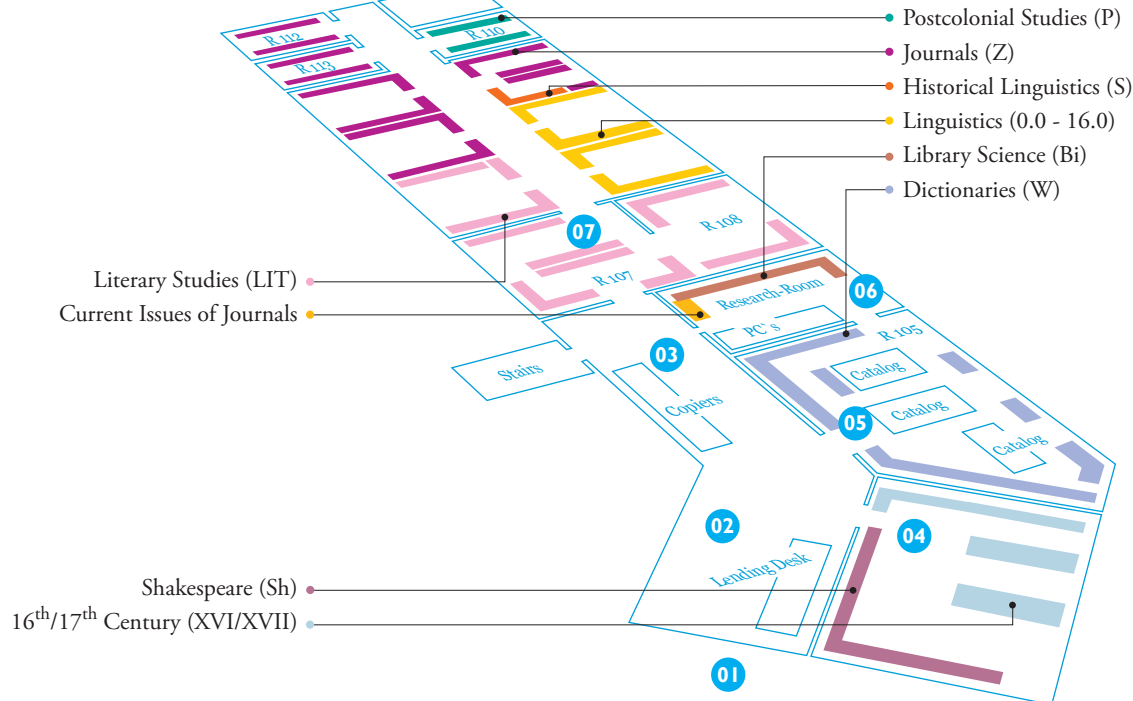 Postcolonial Studies (P)
Journals (Z)
Historical Linguistics (S)
Linguistics (0.0 - 16.0)
Library Science (Bi)
Dictionaries (W)
R 112
R 110
R 113
R 108
07
R 107
Literary Studies (LIT)
Current Issues of Journals
Research-Room
06
PC`s
R 105
03
Stairs
Catalog
Copiers
Catalog
05
Catalog
02
04
Lending Desk
Shakespeare (Sh)
16th/17th Century (XVI/XVII)
01